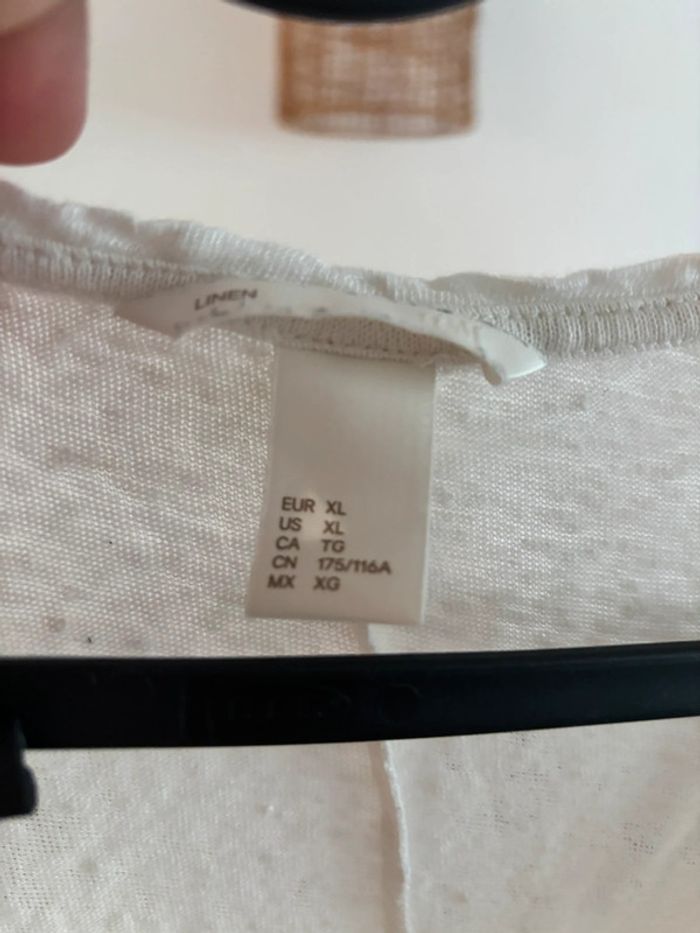 LINEN
EUR XL
US XL
CA TG
CN 175/116A
MX XG